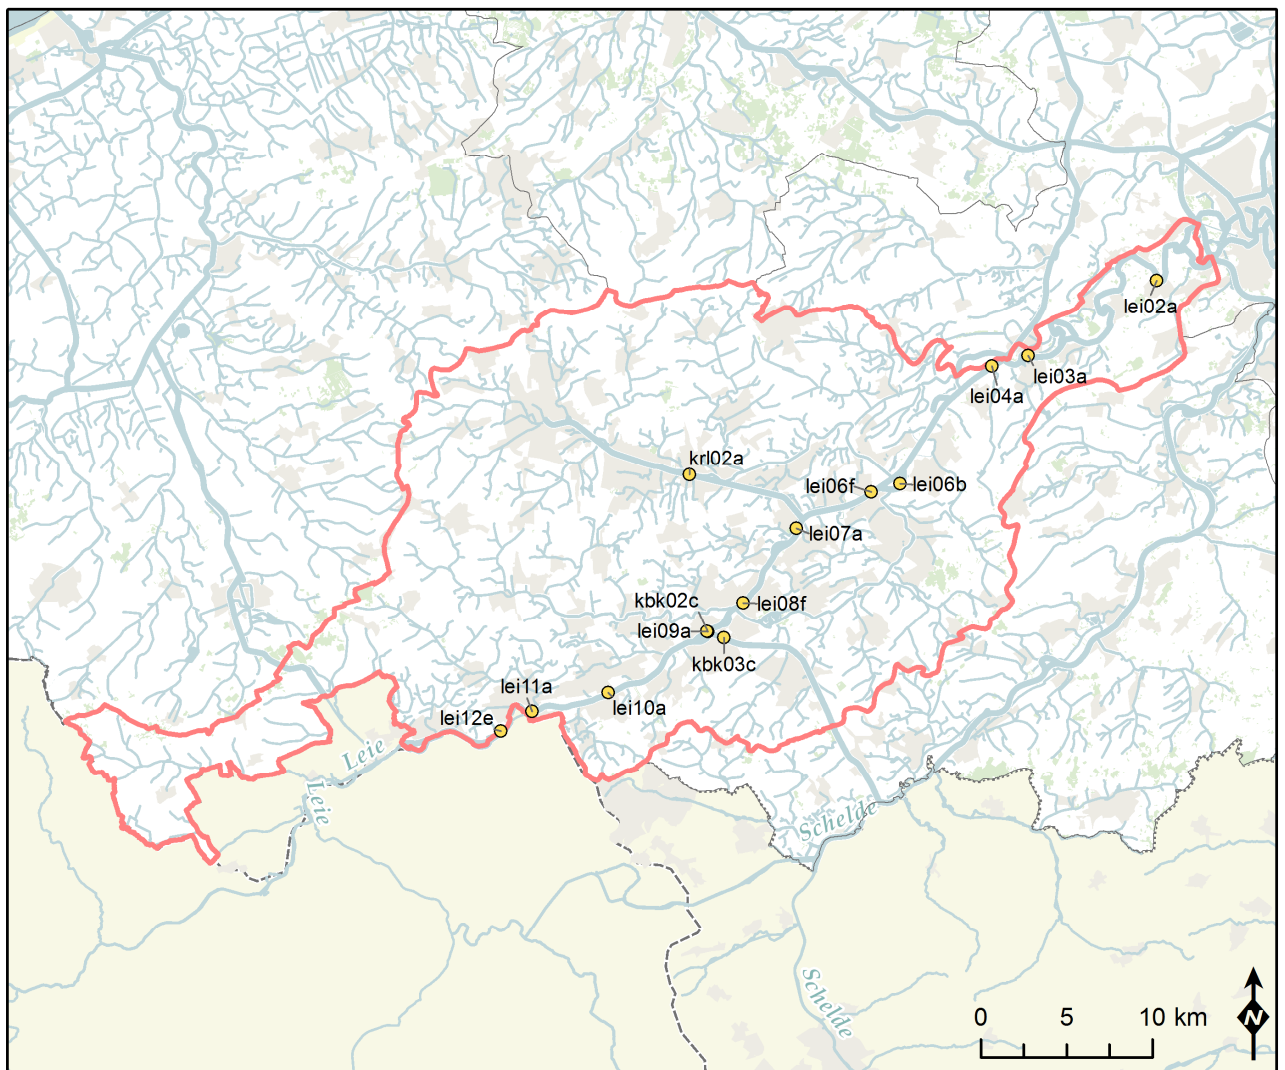 lei02a
lei03a
lei04a
krl02a
lei06f
lei06b
lei07a
kbk02c
lei08f
lei09a
kbk03c
lei11a
lei10a
lei12e
Leie
Leie
Schelde
Schelde
0 5 10 km
N